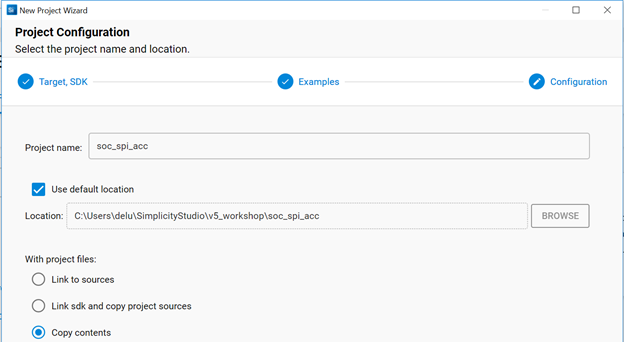 New Project Wizard
Project Configuration
Select the project name and location.
Target, SDK
Examples
Configuration
Project name:
soc_spi_acc
Use default location
Location:
C:\Users\delu\SimplicityStudio\v5_workshop\soc_spi_acc
BROWSE
With project files:
Link to sources
Link sdk and copy project sources
Copy contents